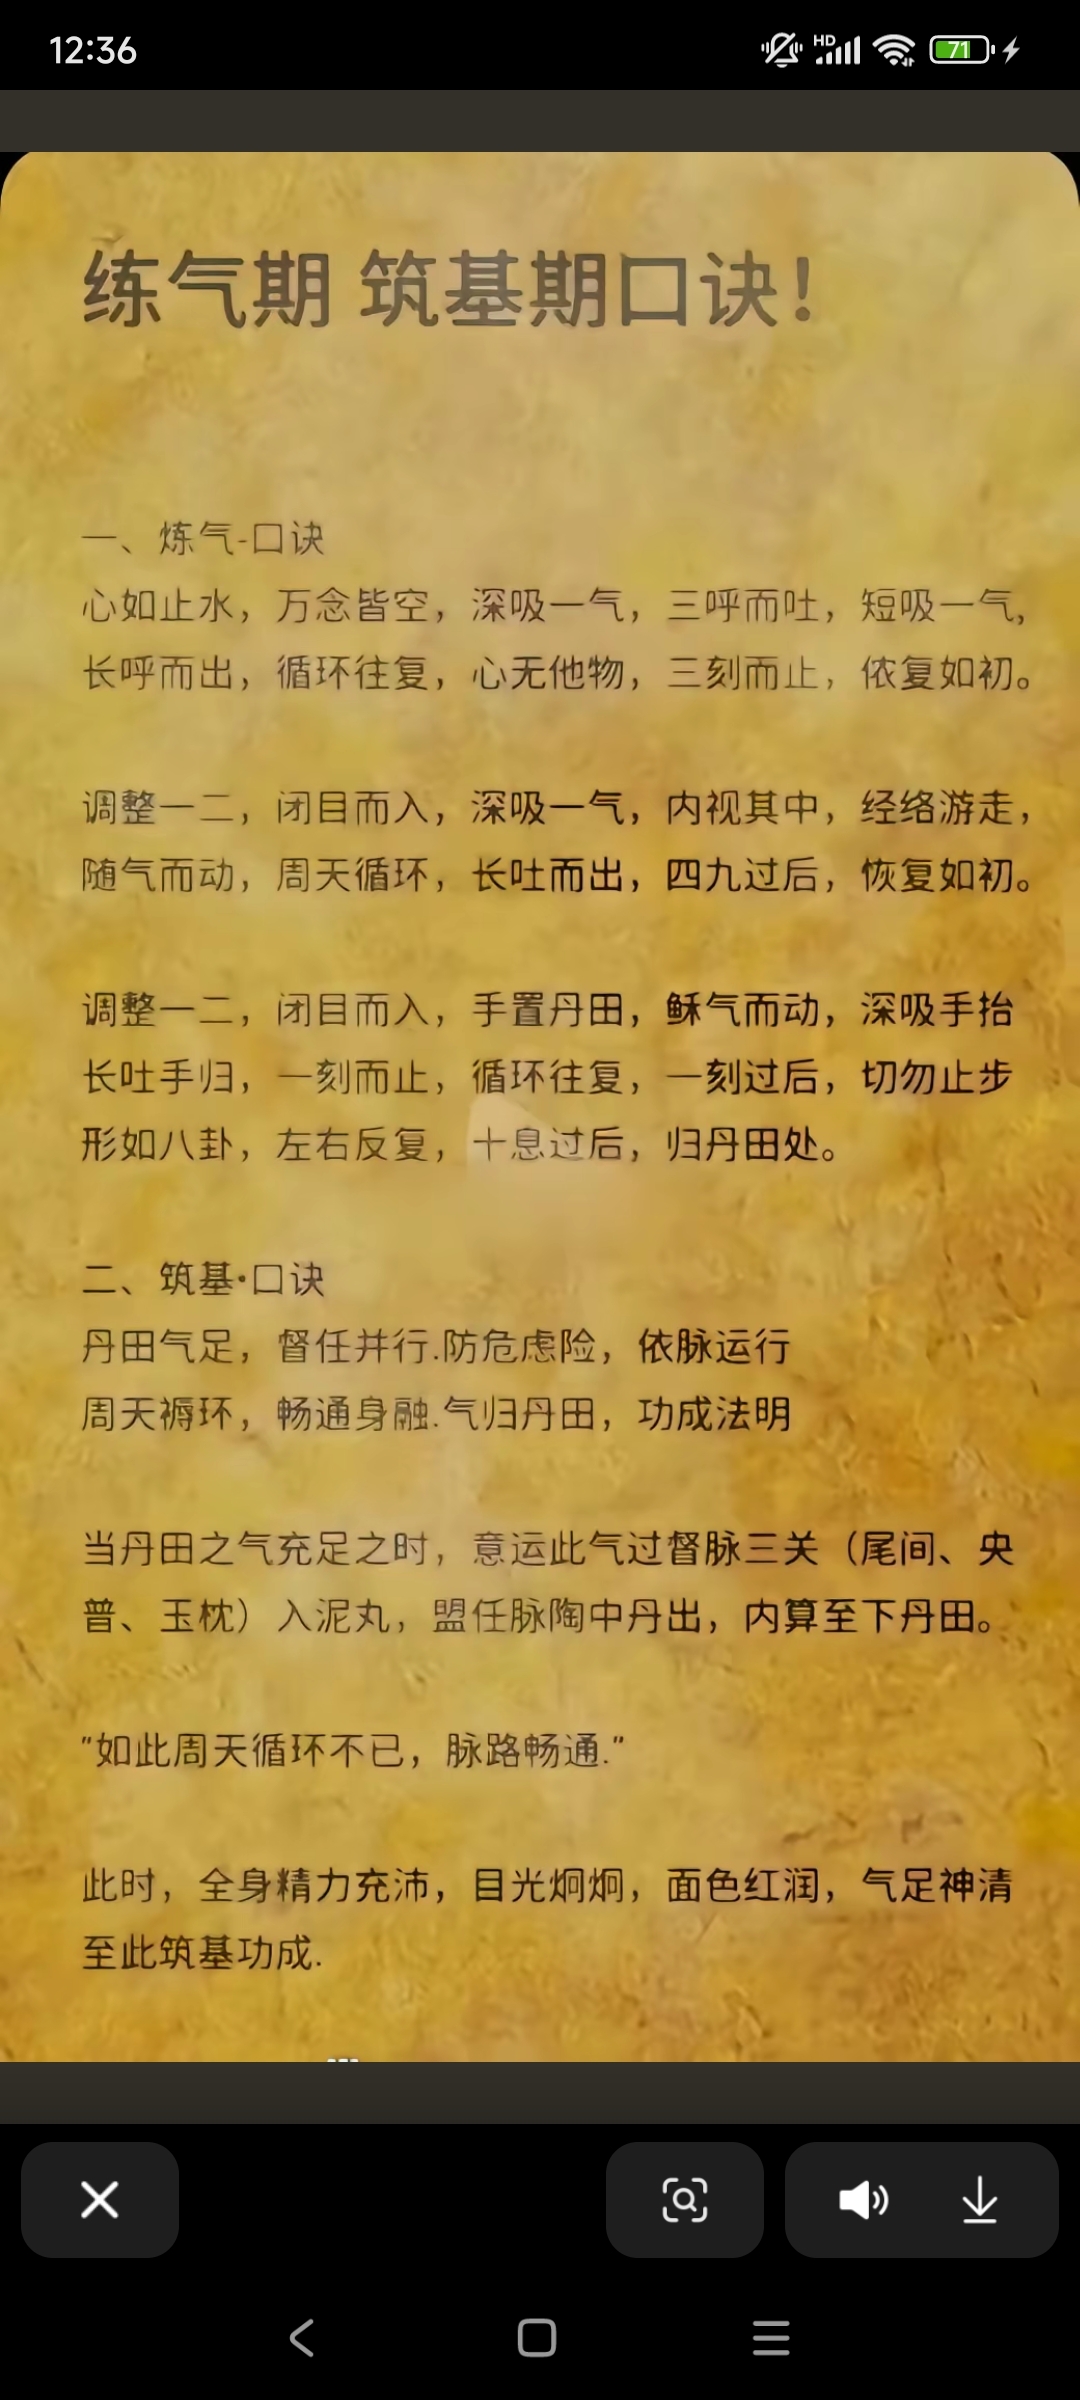 12:36
HD
71
练气期 筑基期口诀!
一、炼气-口诀
心如止水，万念皆空，深吸一气，三呼而吐，短吸一气，
长呼而出，循环往复，心无他物，三刻而止，侬复如初。
调整一二，闭目而入，深吸一气，内视其中，经络游走，
随气而动，周天循环，长吐而出，四九过后，恢复如初。
调整一二，闭目而入，手置丹田，稣气而动，深吸手抬
长吐手归，一刻而止，循环往复，一刻过后，切勿止步
形如八卦，左右反复，十息过后，归丹田处。
二、筑基·口诀
丹田气足，督任并行.防危虑险，依脉运行
周天褥环，畅通身融.气归丹田，功成法明
当丹田之气充足之时，意运此气过督脉三关（尾间、央
普、玉枕）入泥丸，盟任脉陶中丹出，内算至下丹田。
"如此周天循环不已，脉路畅通."
此时，全身精力充沛，目光炯炯，面色红润，气足神清
至此筑基功成.